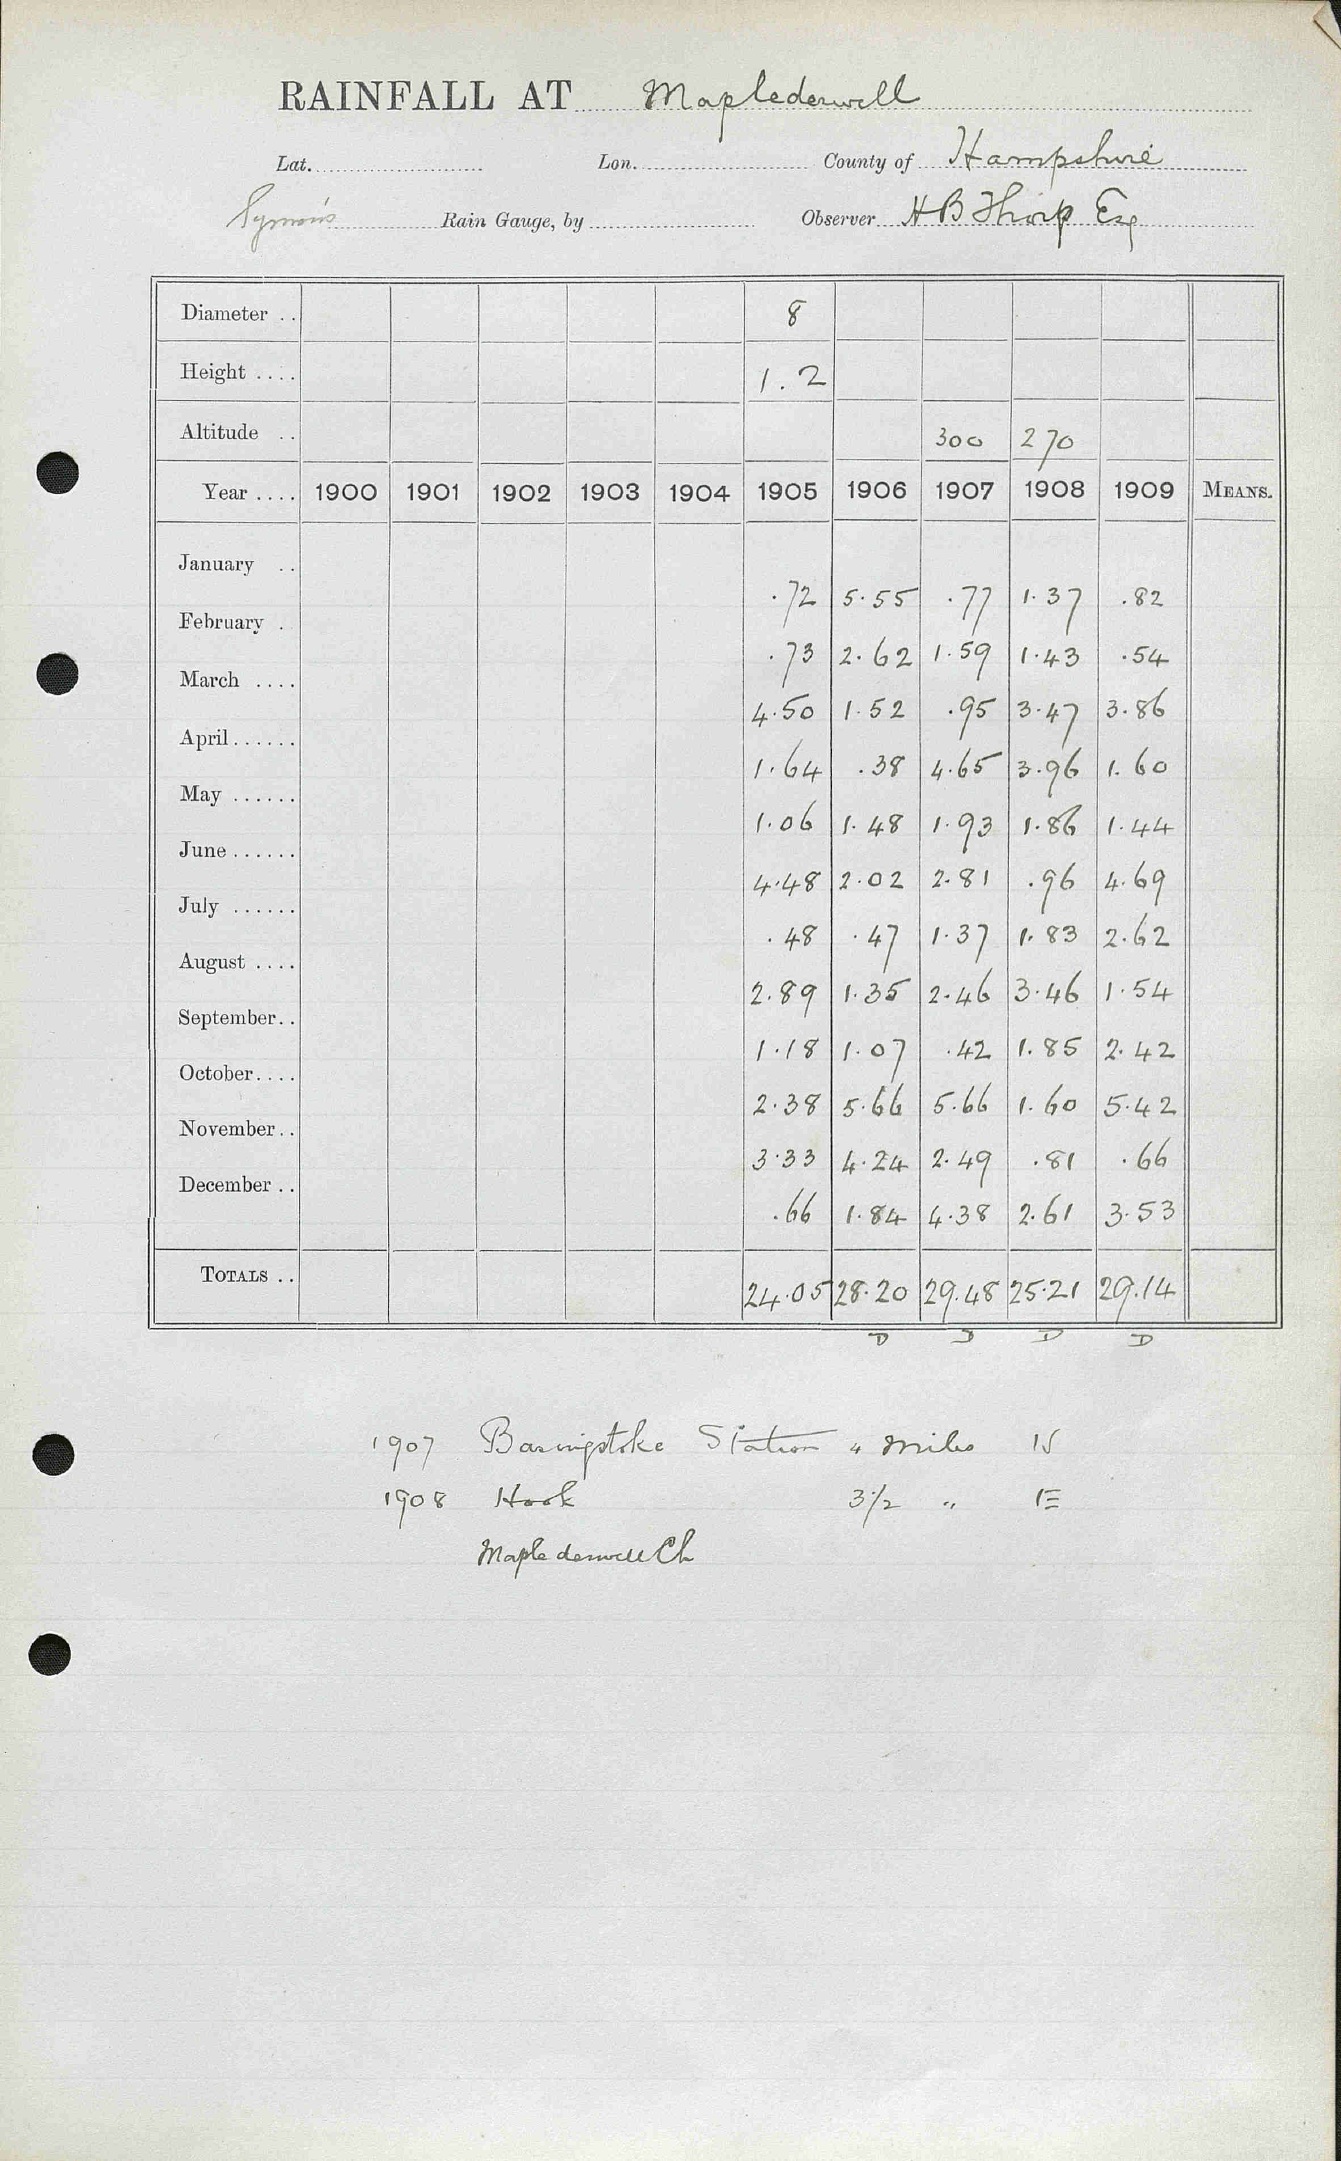 RAINFALL AT Maplederwell
Lat. Lon. County of Hampshire
Symons Rain Gauge, by Observer H B Thorp Esq
Diameter .. 8
Height .... 1.2
Altitude .. 300 270
Year .... 1900 1901 1902 1903 1904 1905 1906 1907 1908 1909 MEANS.
January .. .72 5.55 .77 1.37 .82
February . .73 2.62 1.59 1.43 .54
March .... 4.50 1.52 .95 3.47 3.86
April...... 1.64 .38 4.65 3.96 1.60
May ...... 1.06 1.48 1.93 1.86 1.44
June...... 4.48 2.02 2.81 .96 4.69
July ...... .48 .47 1.37 1.83 2.62
August .... 2.89 1.35 2.46 3.46 1.54
September.. 1.18 1.07 .42 1.85 2.42
October.... 2.38 5.66 5.66 1.60 5.42
November.. 3.33 4.24 2.49 .81 .66
December .. .66 1.84 4.38 2.61 3.53
TOTALS .. 24.05 28.20 29.48 25.21 29.14
D D D D
1907 Basingstoke Station 4 miles W
1908 Hook 3½ " E
Maplederwell Ch